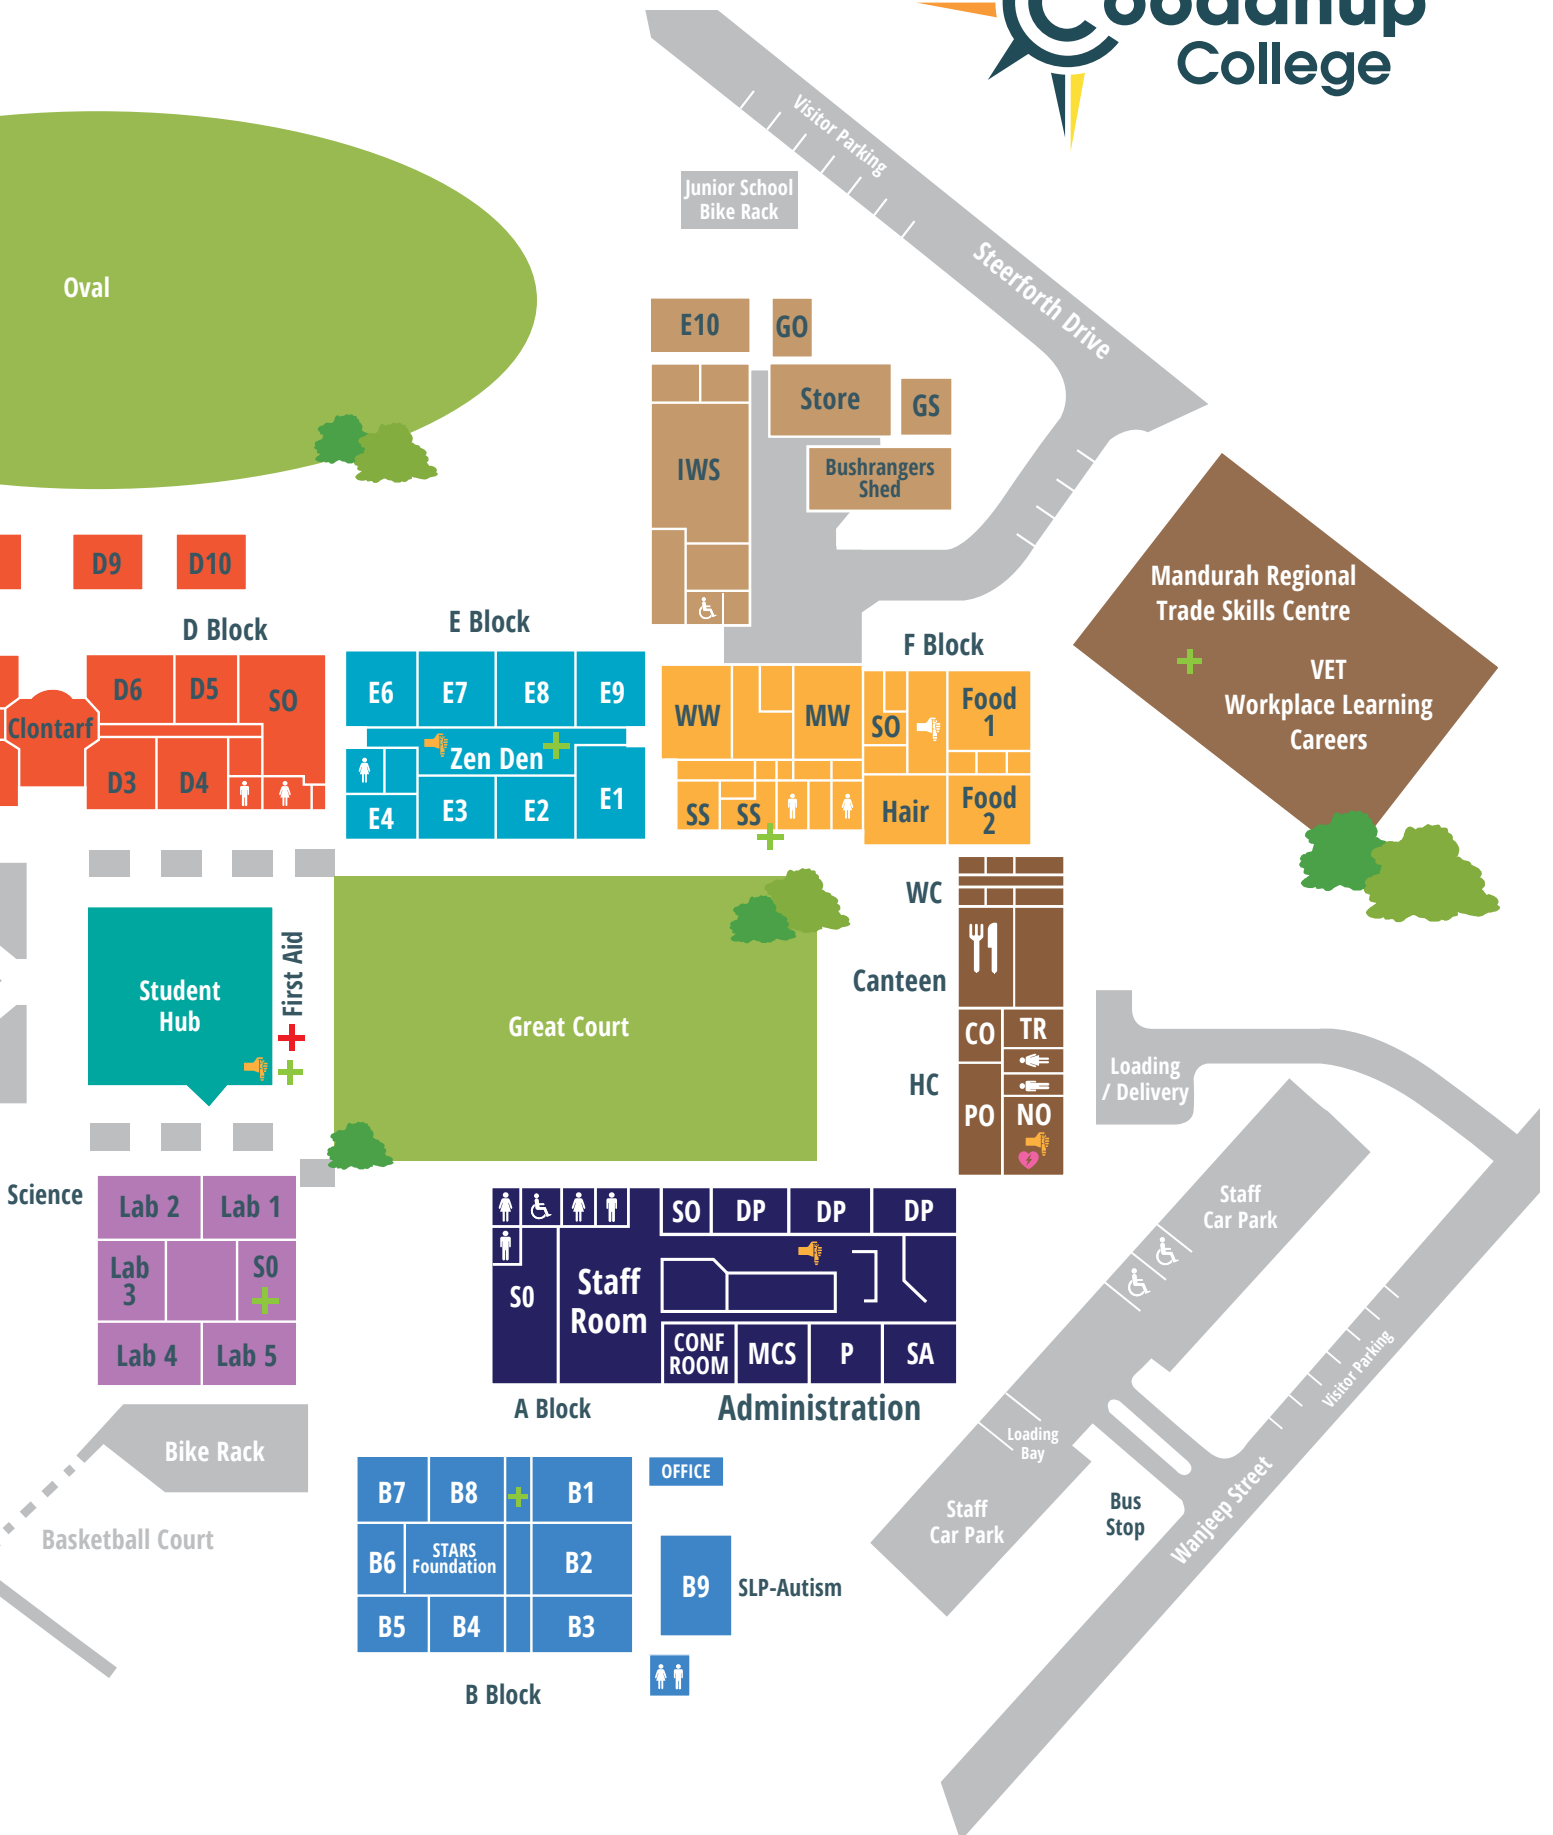 College
Visitor Parking
Junior School
Bike Rack
Steerforth Drive
Oval
E10
GO
Store
GS
IWS
Bushrangers
Shed
D9
D10
Mandurah Regional
Trade Skills Centre
VET
Workplace Learning
Careers
D Block
E Block
F Block
D6
D5
SO
Clontarf
D3
D4
E6
E7
E8
E9
Zen Den
E4
E3
E2
E1
WW
MW
SO
Food
1
SS
SS
Hair
Food
2
WC
Canteen
Student
Hub
First Aid
Great Court
CO
TR
HC
PO
NO
Loading
/ Delivery
Science
Lab 2
Lab 1
Lab
3
S0
Lab 4
Lab 5
SO
DP
DP
DP
S0
Staff
Room
CONF
ROOM
MCS
P
SA
A Block
Administration
Staff
Car Park
Visitor Parking
Loading
Bay
Staff
Car Park
Bus
Stop
Wanjeep Street
Bike Rack
Basketball Court
B7
B8
B1
OFFICE
B6
STARS
Foundation
B2
B9
SLP-Autism
B5
B4
B3
B Block